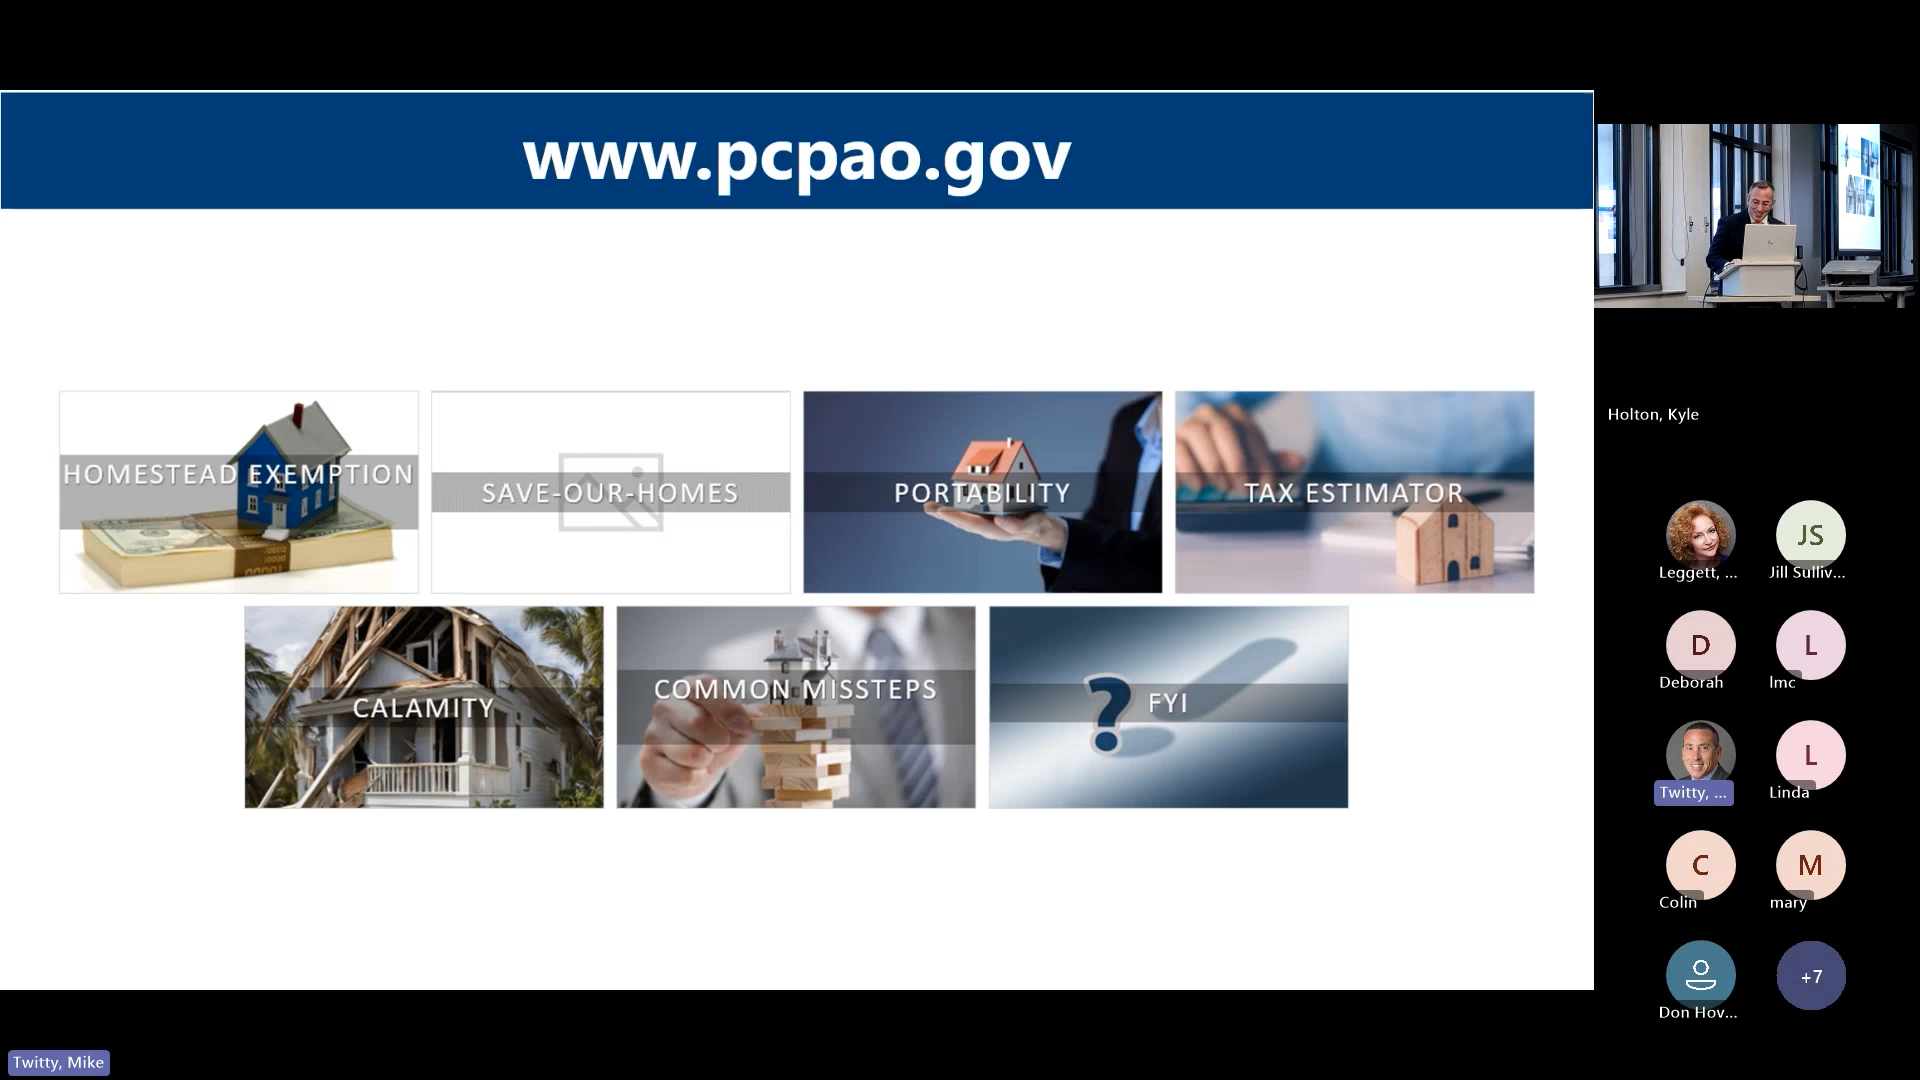 www.pcpao.gov
HOMESTEAD EXEMPTION
SAVE-OUR-HOMES
PORTABILITY
TAX ESTIMATOR
CALAMITY
COMMON MISSTEPS
? FYI
Holton, Kyle
Leggett, ...
JS
Jill Sulliv...
D
Deborah
L
lmc
Twitty, ...
L
Linda
C
Colin
M
mary
Don Hov...
+7
Twitty, Mike